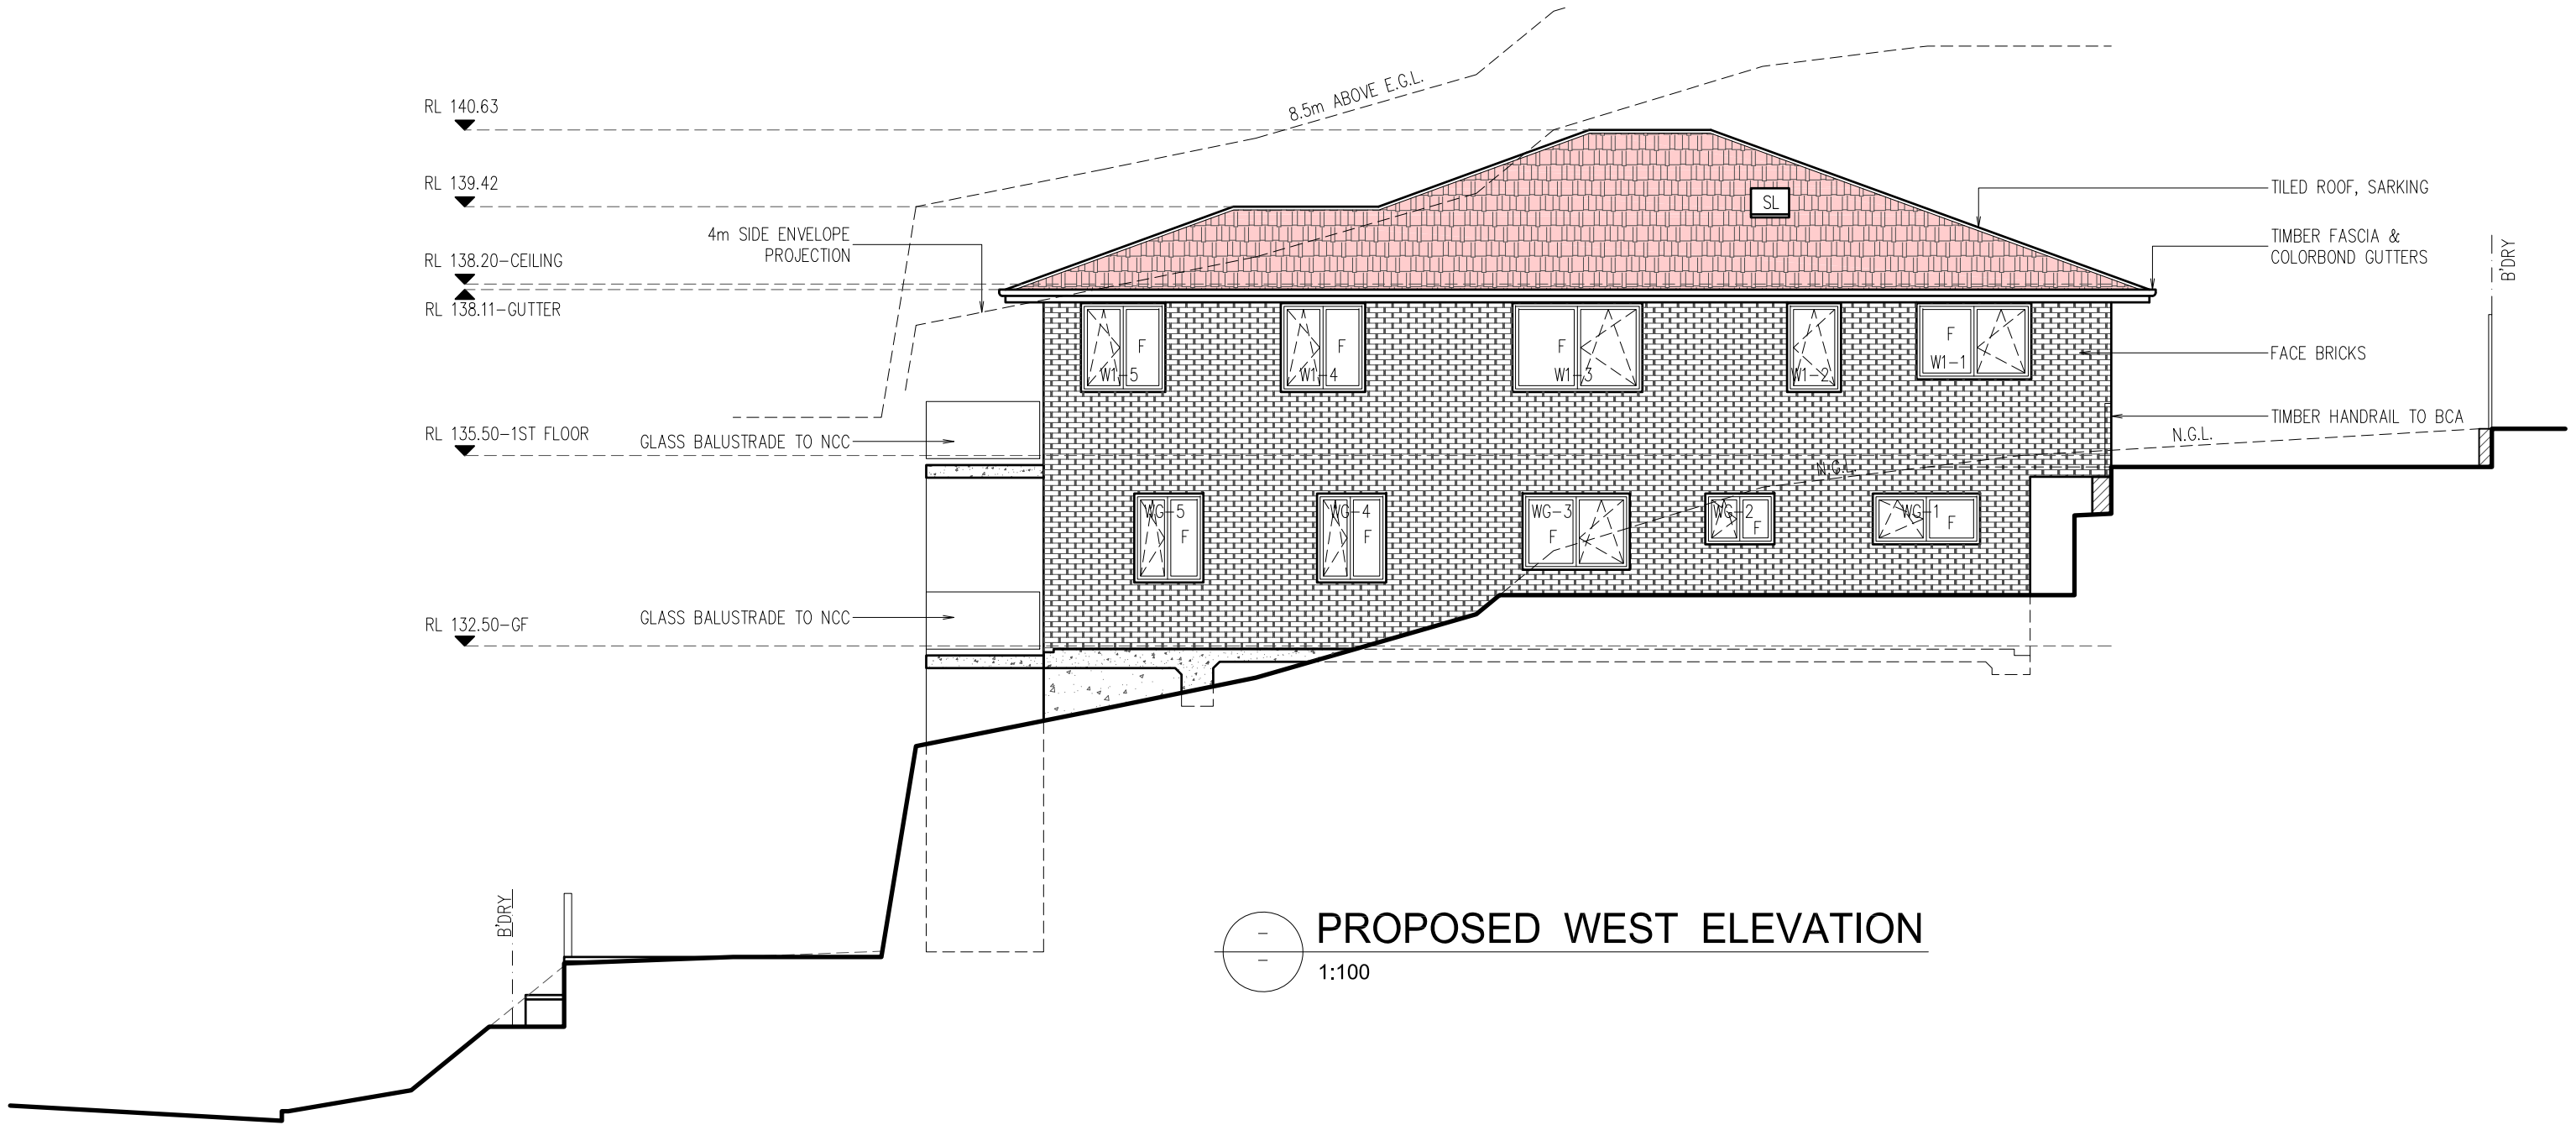 8.5m ABOVE E.G.L.
RL 140.63
RL 139.42
4m SIDE ENVELOPE
PROJECTION
RL 138.20-CEILING
RL 138.11-GUTTER
SL
TILED ROOF, SARKING
TIMBER FASCIA &
COLORBOND GUTTERS
B'DRY
F
W1-5
F
W1-4
F
W1-3
W1-2
F
W1-1
FACE BRICKS
TIMBER HANDRAIL TO BCA
N.G.L.
N.G.L.
RL 135.50-1ST FLOOR
GLASS BALUSTRADE TO NCC
WG-5
F
WG-4
F
WG-3
F
WG-2
F
WG-1
F
GLASS BALUSTRADE TO NCC
RL 132.50-GF
B'DRY
PROPOSED WEST ELEVATION
1:100